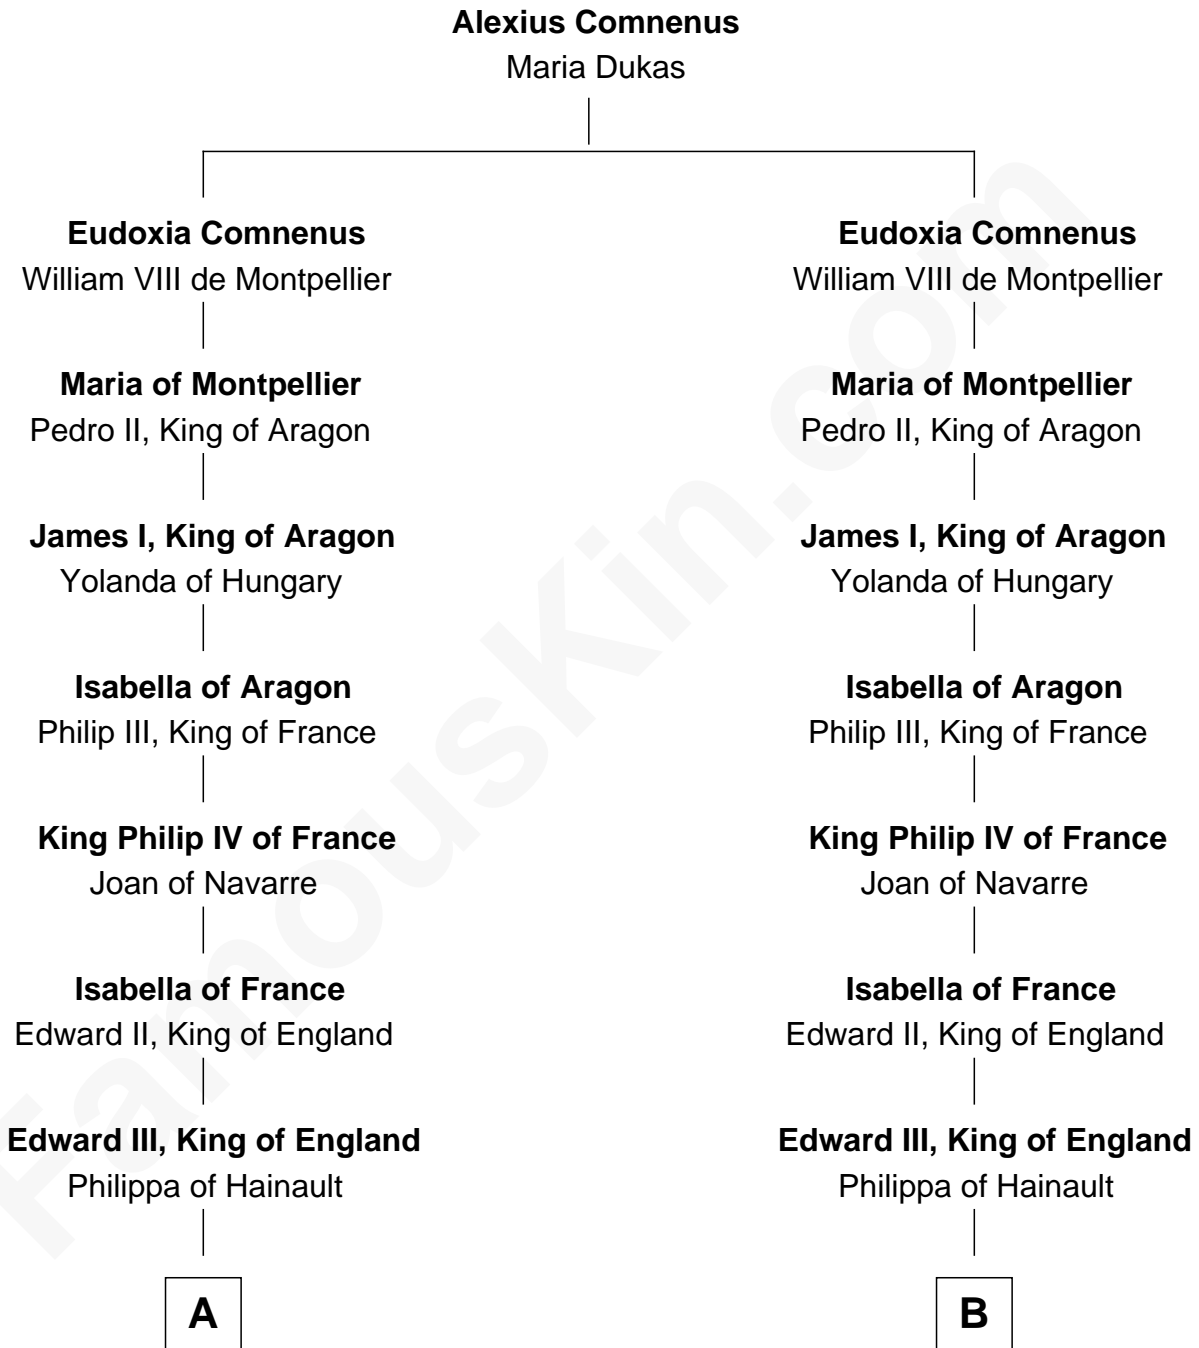 Alexius Comnenus
Maria Dukas
Eudoxia Comnenus
William VIII de Montpellier
Maria of Montpellier
Pedro II, King of Aragon
James I, King of Aragon
Yolanda of Hungary
Isabella of Aragon
Philip III, King of France
King Philip IV of France
Joan of Navarre
Isabella of France
Edward II, King of England
Edward III, King of England
Philippa of Hainault
A
Eudoxia Comnenus
William VIII de Montpellier
Maria of Montpellier
Pedro II, King of Aragon
James I, King of Aragon
Yolanda of Hungary
Isabella of Aragon
Philip III, King of France
King Philip IV of France
Joan of Navarre
Isabella of France
Edward II, King of England
Edward III, King of England
Philippa of Hainault
B
FamousKin.com